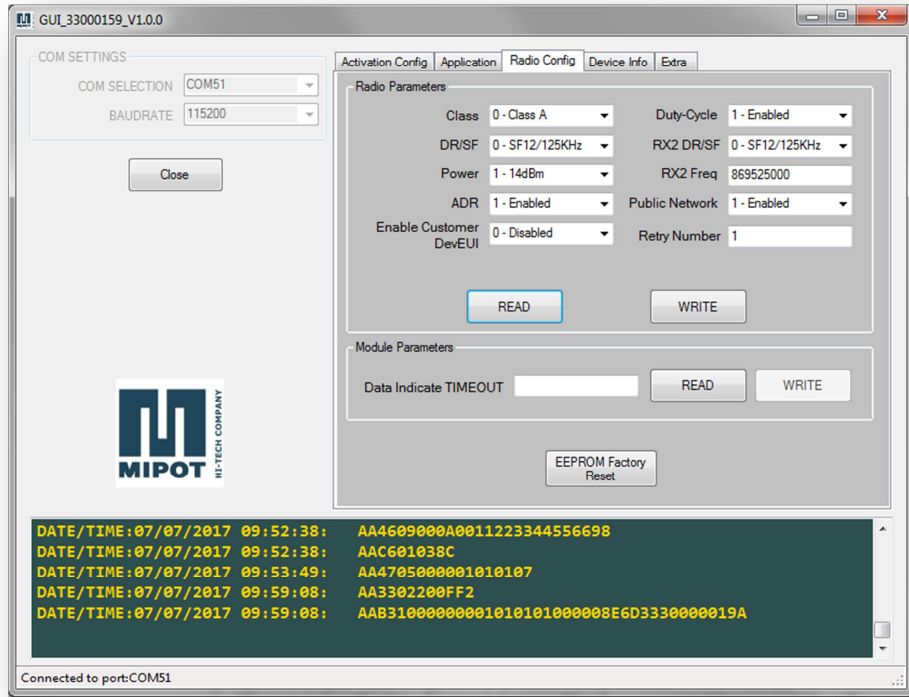 GUI_33000159_V1.0.0
COM SETTINGS
COM SELECTION COM51
BAUDRATE 115200
Close
Activation Config Application Radio Config Device Info Extra
Radio Parameters
Class 0 - Class A Duty-Cycle 1 - Enabled
DR/SF 0 - SF12/125KHz RX2 DR/SF 0 - SF12/125KHz
Power 1 - 14dBm RX2 Freq 869525000
ADR 1 - Enabled Public Network 1 - Enabled
Enable Customer
DevEUI 0 - Disabled Retry Number 1
READ WRITE
Module Parameters
Data Indicate TIMEOUT READ WRITE
EEPROM Factory
Reset
MIPOT
HI-TECH COMPANY
DATE/TIME:07/07/2017 09:52:38: AA4609000A0011223344556698
DATE/TIME:07/07/2017 09:52:38: AAC601038C
DATE/TIME:07/07/2017 09:53:49: AA4705000001010107
DATE/TIME:07/07/2017 09:59:08: AA3302200FF2
DATE/TIME:07/07/2017 09:59:08: AAB31000000001010101000008E6D3330000019A
Connected to port:COM51